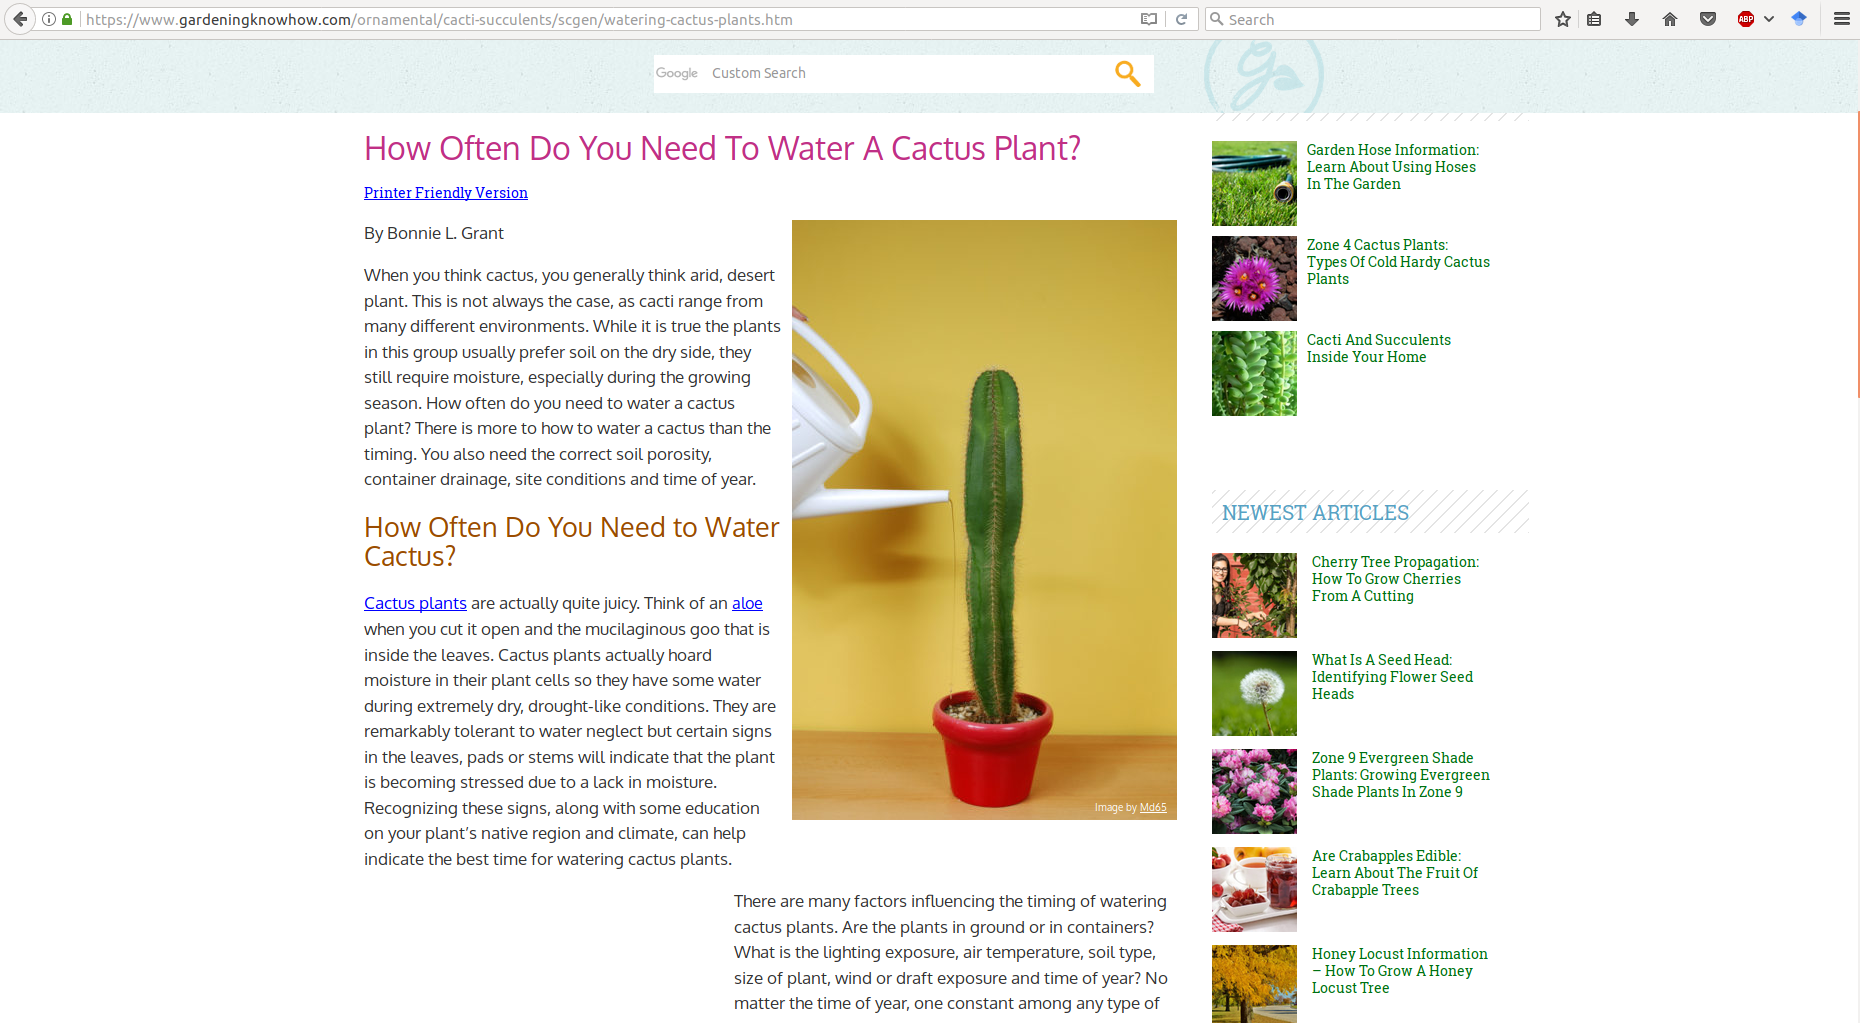 https://www.gardeningknowhow.com/ornamental/cacti-succulents/scgen/watering-cactus-plants.htm
Search
ABP
Google Custom Search
How Often Do You Need To Water A Cactus Plant?
Printer Friendly Version
By Bonnie L. Grant
When you think cactus, you generally think arid, desert
plant. This is not always the case, as cacti range from
many different environments. While it is true the plants
in this group usually prefer soil on the dry side, they
still require moisture, especially during the growing
season. How often do you need to water a cactus
plant? There is more to how to water a cactus than the
timing. You also need the correct soil porosity,
container drainage, site conditions and time of year.
Image by Md65
How Often Do You Need to Water
Cactus?
Cactus plants are actually quite juicy. Think of an aloe
when you cut it open and the mucilaginous goo that is
inside the leaves. Cactus plants actually hoard
moisture in their plant cells so they have some water
during extremely dry, drought-like conditions. They are
remarkably tolerant to water neglect but certain signs
in the leaves, pads or stems will indicate that the plant
is becoming stressed due to a lack in moisture.
Recognizing these signs, along with some education
on your plant's native region and climate, can help
indicate the best time for watering cactus plants.
There are many factors influencing the timing of watering
cactus plants. Are the plants in ground or in containers?
What is the lighting exposure, air temperature, soil type,
size of plant, wind or draft exposure and time of year? No
matter the time of year, one constant among any type of
Garden Hose Information:
Learn About Using Hoses
In The Garden
Zone 4 Cactus Plants:
Types Of Cold Hardy Cactus
Plants
Cacti And Succulents
Inside Your Home
NEWEST ARTICLES
Cherry Tree Propagation:
How To Grow Cherries
From A Cutting
What Is A Seed Head:
Identifying Flower Seed
Heads
Zone 9 Evergreen Shade
Plants: Growing Evergreen
Shade Plants In Zone 9
Are Crabapples Edible:
Learn About The Fruit Of
Crabapple Trees
Honey Locust Information
– How To Grow A Honey
Locust Tree